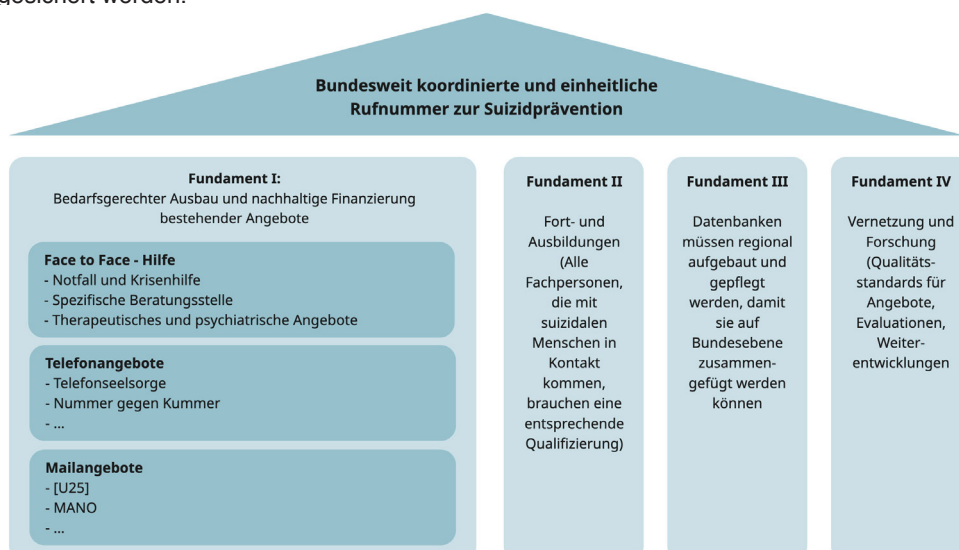 gesichert werden.
Bundesweit koordinierte und einheitliche
Rufnummer zur Suizidprävention
Fundament I:
Bedarfsgerechter Ausbau und nachhaltige Finanzierung
bestehender Angebote
Face to Face - Hilfe
- Notfall und Krisenhilfe
- Spezifische Beratungsstelle
- Therapeutisches und psychiatrische Angebote
Telefonangebote
- Telefonseelsorge
- Nummer gegen Kummer
- ...
Mailangebote
- [U25]
- MANO
- ...
Fundament II
Fort- und
Ausbildungen
(Alle
Fachpersonen,
die mit
suizidalen
Menschen in
Kontakt
kommen,
brauchen eine
entsprechende
Qualifizierung)
Fundament III
Datenbanken
müssen regional
aufgebaut und
gepflegt
werden, damit
sie auf
Bundesebene
zusammen-
gefügt werden
können
Fundament IV
Vernetzung und
Forschung
(Qualitäts-
standards für
Angebote,
Evaluationen,
Weiter-
entwicklungen